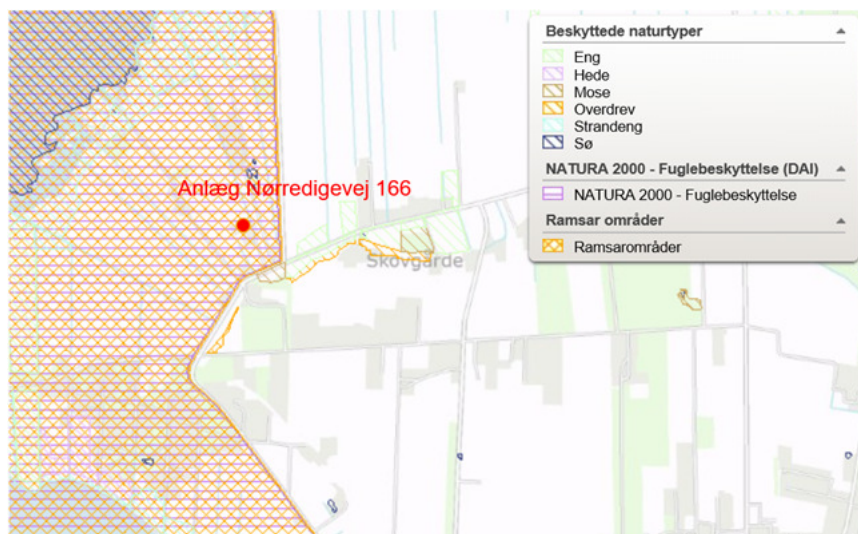 Beskyttede naturtyper
Eng
Hede
Mose
Overdrev
Strandeng
Sø
NATURA 2000 - Fuglebeskyttelse (DAI)
NATURA 2000 - Fuglebeskyttelse
Ramsar områder
Ramsarområder
Anlæg Nørredigevej 166
Skovgårde